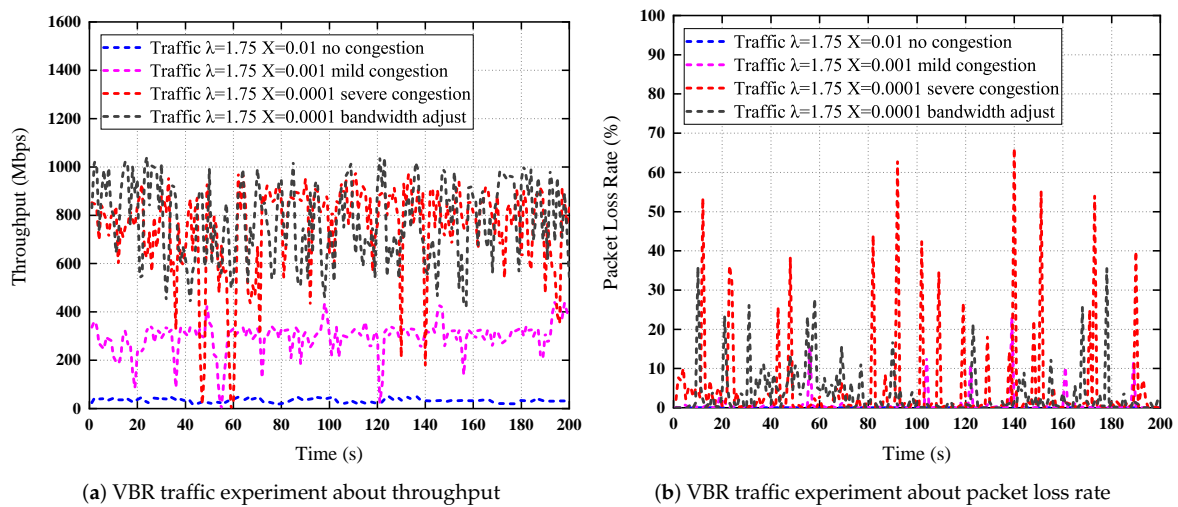 1600
1400
1200
1000
800
600
400
200
0
0 20 40 60 80 100 120 140 160 180 200
Throughput (Mbps)
Time (s)
Traffic λ=1.75 X=0.01 no congestion
Traffic λ=1.75 X=0.001 mild congestion
Traffic λ=1.75 X=0.0001 severe congestion
Traffic λ=1.75 X=0.0001 bandwidth adjust
(a) VBR traffic experiment about throughput
100
90
80
70
60
50
40
30
20
10
0
0 20 40 60 80 100 120 140 160 180 200
Packet Loss Rate (%)
Time (s)
Traffic λ=1.75 X=0.01 no congestion
Traffic λ=1.75 X=0.001 mild congestion
Traffic λ=1.75 X=0.0001 severe congestion
Traffic λ=1.75 X=0.0001 bandwidth adjust
(b) VBR traffic experiment about packet loss rate